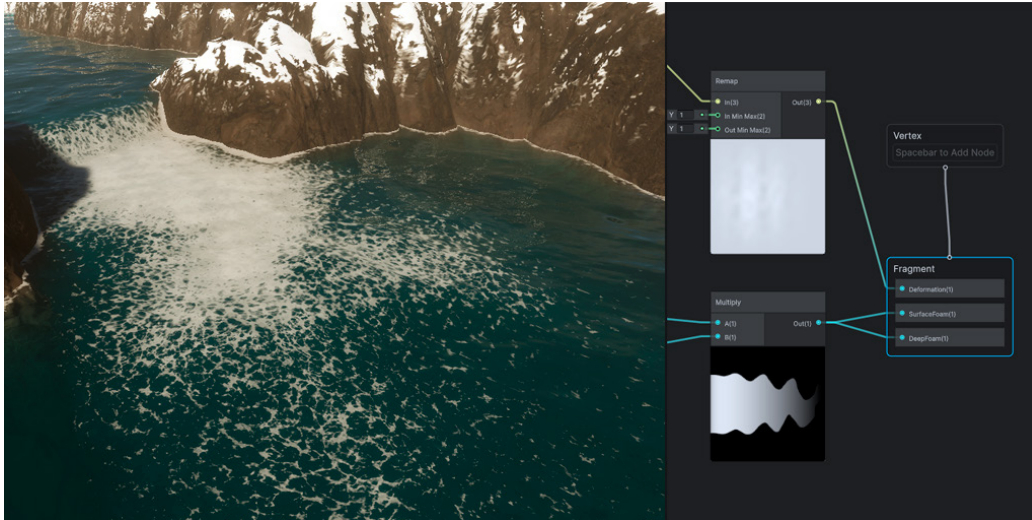 Remap
In(3) Out(3)
Y 1 In Min Max(2)
Y 1 Out Min Max(2)
Vertex
Spacebar to Add Node
Fragment
Deformation(1)
SurfaceFoam(1)
DeepFoam(1)
Multiply
A(1) Out(1)
B(1)